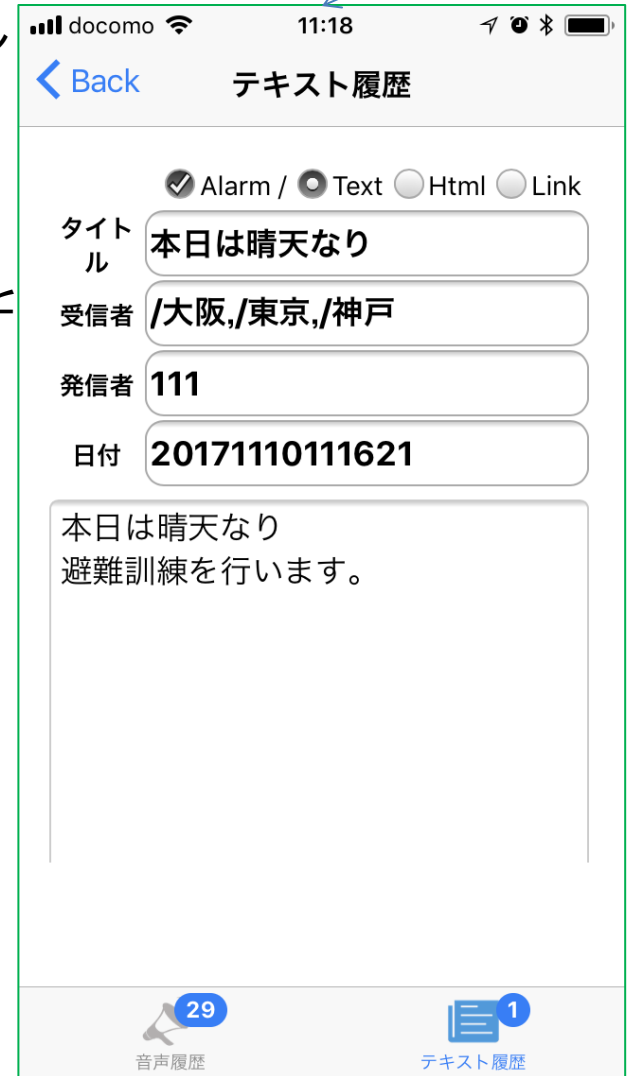 docomo 11:18
Back テキスト履歴
Alarm / Text Html Link
タイト
ル
本日は晴天なり
受信者 /大阪,/東京,/神戸
発信者 111
日付 20171110111621
本日は晴天なり
避難訓練を行います。
29 1
音声履歴 テキスト履歴